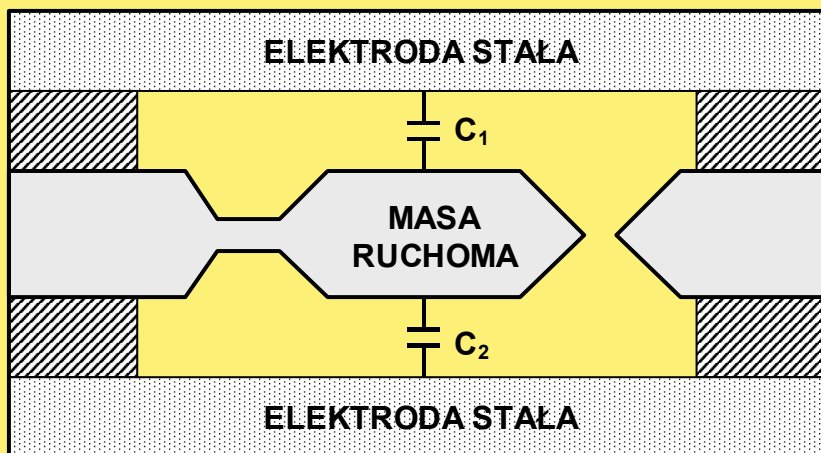 ELEKTRODA STAŁA
C₁
MASA
RUCHOMA
C₂
ELEKTRODA STAŁA